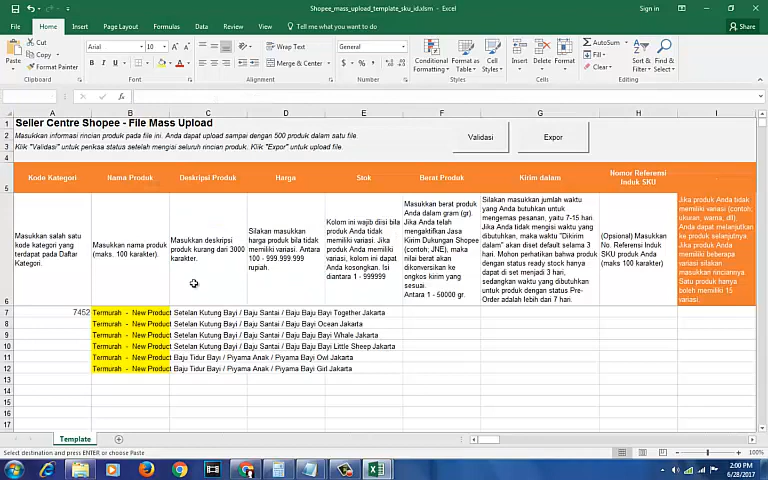 Shopee_mass_upload_template_sku_id.xlsm - Excel
Sign in
File
Home
Insert
Page Layout
Formulas
Data
Review
View
Tell me what you want to do
Share
Paste
Cut
Copy
Format Painter
Clipboard
Arial
10
Font
Wrap Text
Merge & Center
Alignment
General
Number
Conditional Formatting
Format as Table
Cell Styles
Styles
Insert
Delete
Format
Cells
AutoSum
Fill
Clear
Sort & Filter
Find & Select
Editing
fx
A B C D E F G H I
1 Seller Centre Shopee - File Mass Upload
2 Masukkan informasi rincian produk pada file ini. Anda dapat upload sampai dengan 500 produk dalam satu file
3 Klik "Validasi" untuk periksa status setelah mengisi seluruh rincian produk. Klik "Expor" untuk upload file.
Validasi
Expor
4
5
Kode Kategori
Nama Produk
Deskripsi Produk
Harga
Stok
Berat Produk
Kirim dalam
Nomor Referensi
Induk SKU
6
Masukkan salah satu
kode kategori yang
terdapat pada Daftar
Kategori.
Masukkan nama produk
(maks. 100 karakter).
Masukkan deskripsi
produk kurang dari 3000
karakter.
Silakan masukkan
harga produk bila tidak
memiliki variasi. Antara
100 - 999.999.999
rupiah.
Kolom ini wajib diisi bila
produk Anda tidak
memiliki variasi. Jika
produk Anda memiliki
variasi, kolom ini dapat
Anda kosongkan. Isi
diantara 1 - 999999
Masukkan berat produk
Anda dalam gram (gr).
Jika Anda telah
mengaktifkan Jasa
Kirim Dukungan Shopee
(contoh; JNE), maka
nilai berat akan
dikonversikan ke
ongkos kirim yang
sesuai.
Antara 1 - 50000 gr.
Silakan masukkan jumlah waktu
yang Anda butuhkan untuk
mengemas pesanan, yaitu 7-15 hari
Jika Anda tidak mengisi waktu yang
dibutuhkan, maka waktu "Dikirim
dalam" akan diset default selama 3
hari. Mohon perhatikan bahwa produk
dengan status ready stock hanya
dapat di set menjadi 3 hari,
sedangkan waktu yang dibutuhkan
untuk produk dengan status Pre-
Order adalah lebih dari 7 hari.
(Opsional) Masukkan
No. Referensi Induk
SKU produk Anda
(maks 100 karakter)
Jika produk Anda tidak
memiliki variasi (contoh;
ukuran, warna, dll),
Anda dapat melanjutkan
ke produk selanjutnya.
Jika produk Anda
memiliki beberapa
variasi silakan
masukkan rinciannya.
Satu produk hanya
boleh memiliki 15
variasi.
7 7452 Termurah - New Product Setelan Kutung Bayi / Baju Santai / Baju Baju Bayi Together Jakarta
8 Termurah - New Product Setelan Kutung Bayi / Baju Santai / Baju Bayi Ocean Jakarta
9 Termurah - New Product Setelan Kutung Bayi / Baju Santai / Baju Baju Bayi Whale Jakarta
10 Termurah - New Product Setelan Kutung Bayi / Baju Santai / Baju Baju Bayi Little Sheep Jakarta
11 Termurah - New Product Baju Tidur Bayi / Piyama Anak / Piyama Bayi Owl Jakarta
12 Termurah - New Product Baju Tidur Bayi / Piyama Anak / Piyama Bayi Girl Jakarta
13
14
15
16
17
Template
Select destination and press ENTER or choose Paste
100%
2:00 PM
6/28/2017